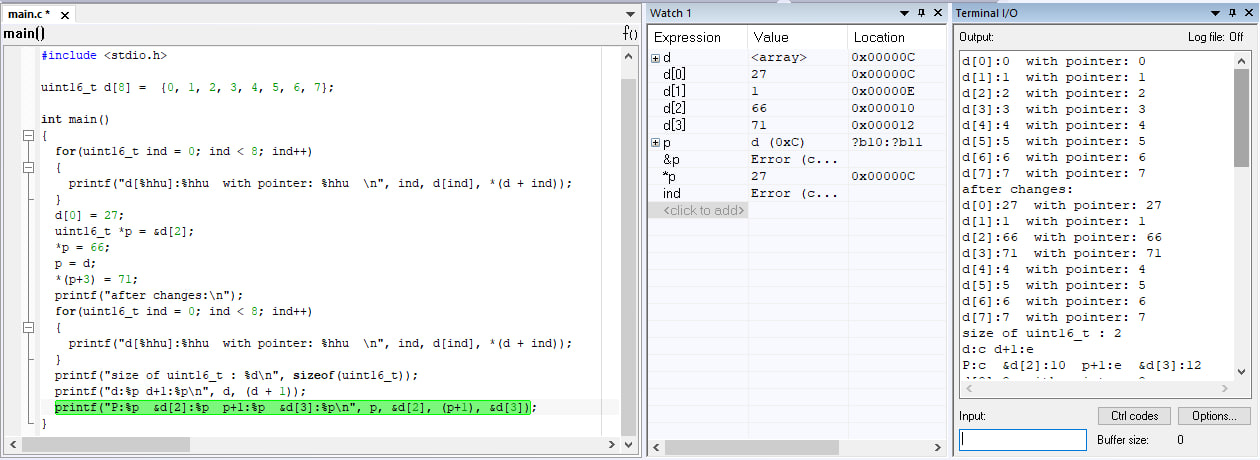 main.c * ×
main()
f()
#include <stdio.h>
uint16_t d[8] =  {0, 1, 2, 3, 4, 5, 6, 7};
int main()
{
for(uint16_t ind = 0; ind < 8; ind++)
{
printf("d[%hhu]:%hhu  with pointer: %hhu  \n", ind, d[ind], *(d + ind));
}
d[0] = 27;
uint16_t *p = &d[2];
*p = 66;
p = d;
*(p+3) = 71;
printf("after changes:\n");
for(uint16_t ind = 0; ind < 8; ind++)
{
printf("d[%hhu]:%hhu  with pointer: %hhu  \n", ind, d[ind], *(d + ind));
}
printf("size of uint16_t : %d\n", sizeof(uint16_t));
printf("d:%p d+1:%p\n", d, (d + 1));
printf("P:%p  &d[2]:%p  p+1:%p  &d[3]:%p\n", p, &d[2], (p+1), &d[3]);
}
Watch 1
Expression Value Location
d <array> 0x00000C
d[0] 27 0x00000C
d[1] 1 0x00000E
d[2] 66 0x000010
d[3] 71 0x000012
p d (0xC) ?b10:?b11
&p Error (c...
*p 27 0x00000C
ind Error (c...
<click to add>
Terminal I/O
Output: Log file: Off
d[0]:0  with pointer: 0
d[1]:1  with pointer: 1
d[2]:2  with pointer: 2
d[3]:3  with pointer: 3
d[4]:4  with pointer: 4
d[5]:5  with pointer: 5
d[6]:6  with pointer: 6
d[7]:7  with pointer: 7
after changes:
d[0]:27  with pointer: 27
d[1]:1  with pointer: 1
d[2]:66  with pointer: 66
d[3]:71  with pointer: 71
d[4]:4  with pointer: 4
d[5]:5  with pointer: 5
d[6]:6  with pointer: 6
d[7]:7  with pointer: 7
size of uint16_t : 2
d:c d+1:e
P:c  &d[2]:10  p+1:e  &d[3]:12
Input: Ctrl codes Options...
Buffer size: 0